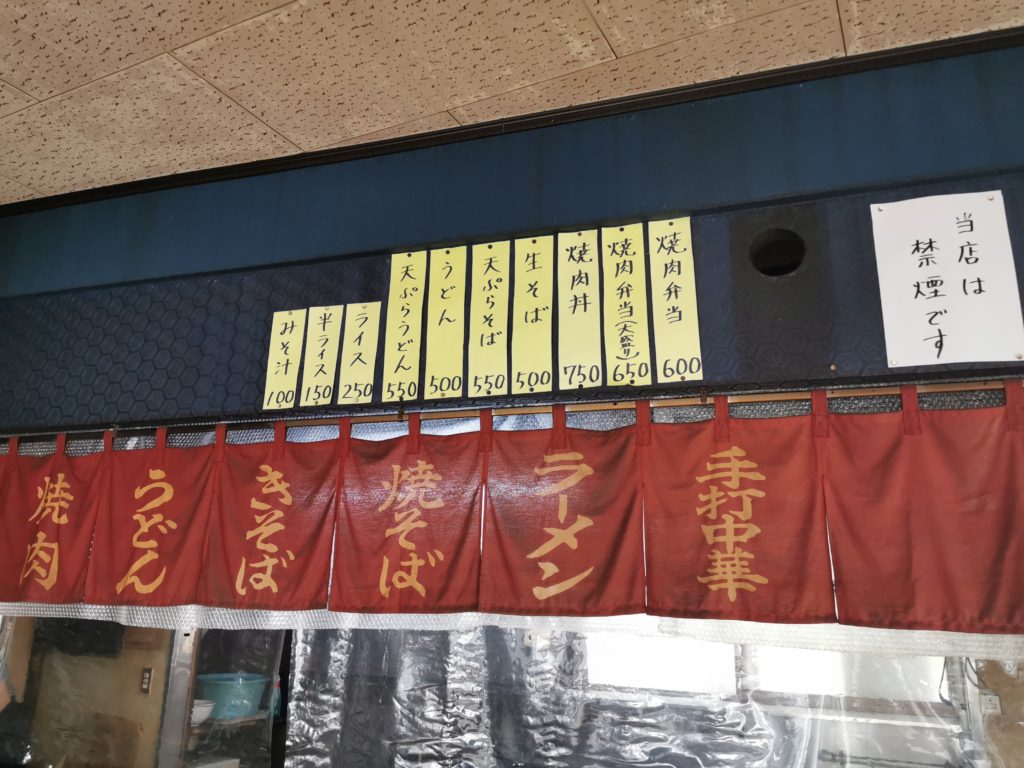 当店は
禁煙です
焼肉弁当 600
焼肉弁当(大盛り) 650
焼肉丼 750
生そば 500
天ぷらそば 550
うどん 500
天ぷらうどん 550
ライス 250
半ライス 150
みそ汁 100
手打中華
ラーメン
焼そば
きそば
うどん
焼肉